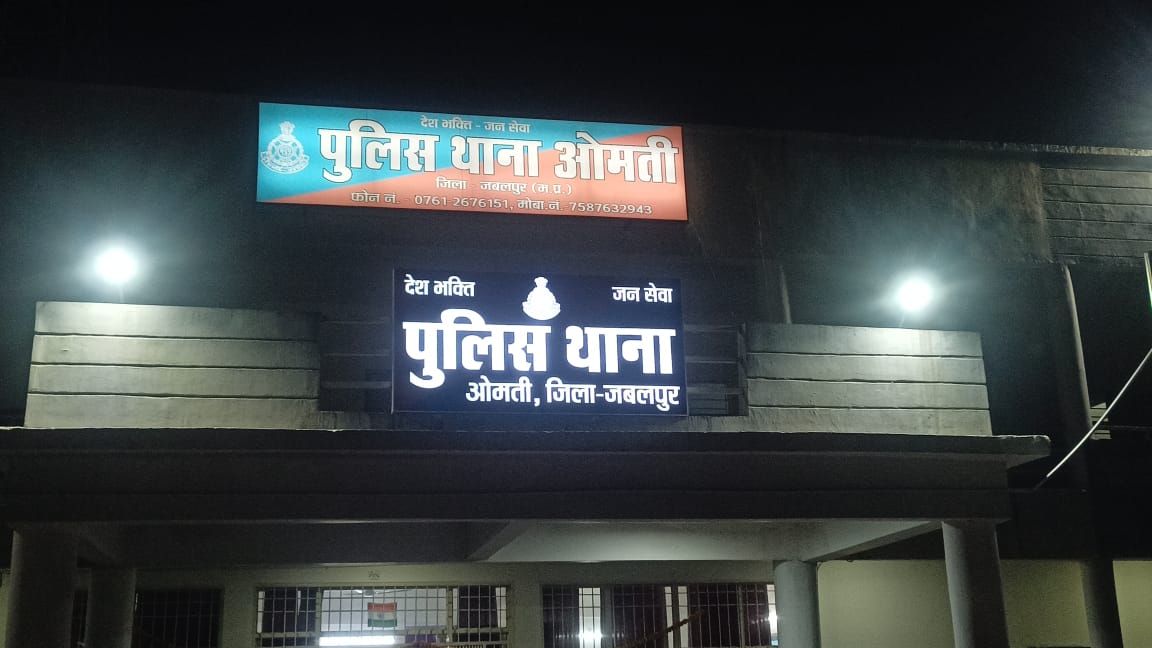 देश भक्ति - जन सेवा
पुलिस थाना ओमती
जिला - जबलपुर (म.प्र.)
फोन नं. 0761-2676151, मोबा.नं.-7587632943
देश भक्ति जन सेवा
पुलिस थाना
ओमती, जिला-जबलपुर